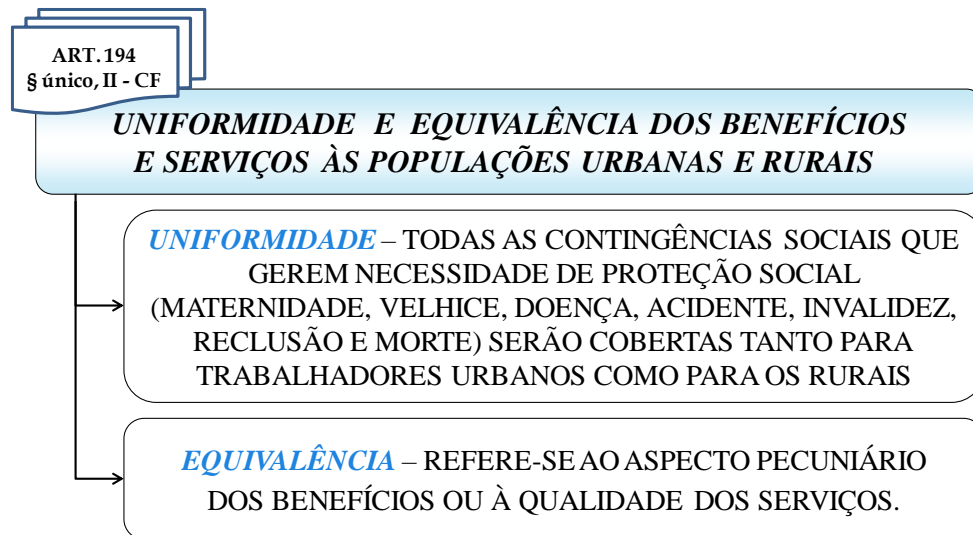 ART. 194
§ único, II - CF
UNIFORMIDADE E EQUIVALÊNCIA DOS BENEFÍCIOS
E SERVIÇOS ÀS POPULAÇÕES URBANAS E RURAIS
UNIFORMIDADE – TODAS AS CONTINGÊNCIAS SOCIAIS QUE
GEREM NECESSIDADE DE PROTEÇÃO SOCIAL
(MATERNIDADE, VELHICE, DOENÇA, ACIDENTE, INVALIDEZ,
RECLUSÃO E MORTE) SERÃO COBERTAS TANTO PARA
TRABALHADORES URBANOS COMO PARA OS RURAIS
EQUIVALÊNCIA – REFERE-SE AO ASPECTO PECUNIÁRIO
DOS BENEFÍCIOS OU À QUALIDADE DOS SERVIÇOS.